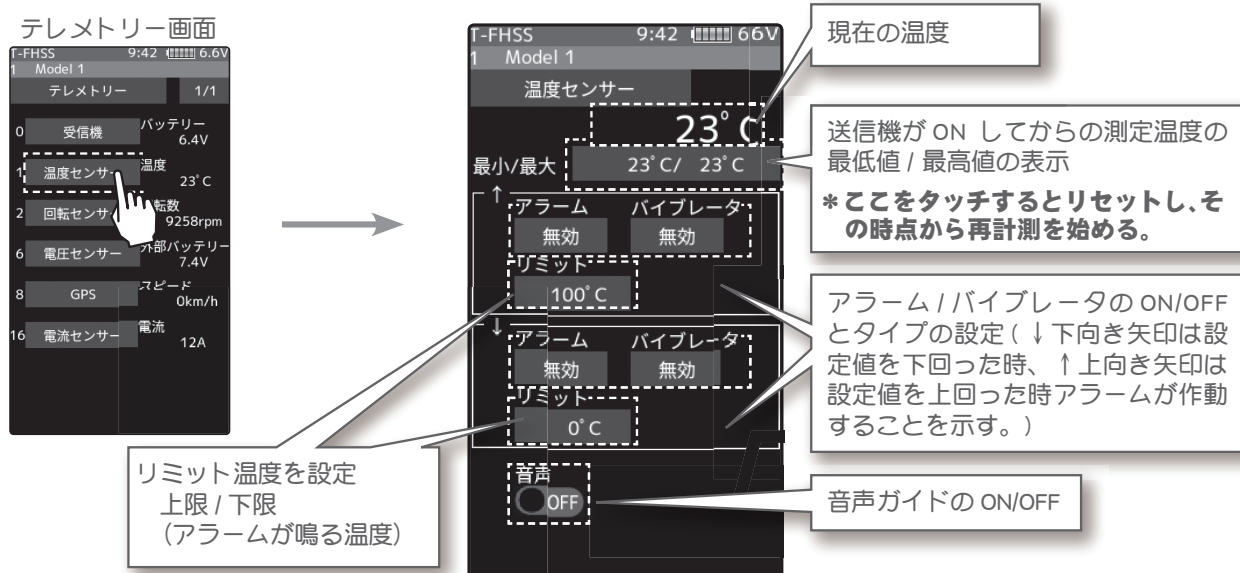 テレメトリー画面
T-FHSS 9:42 6.6V
1 Model 1
テレメトリー 1/1
0 受信機 バッテリー
6.4V
1 温度センサー 温度
23°C
2 回転センサ 転数
9258rpm
6 電圧センサー 外部バッテリー
7.4V
8 GPS スピード
0km/h
16 電流センサー 電流
12A
T-FHSS 9:42 6.6V
1 Model 1
温度センサー
23°C
最小/最大 23°C/ 23°C
↑ アラーム バイブレータ
無効 無効
リミット
100°C
↓ アラーム バイブレータ
無効 無効
リミット
0°C
音声
OFF
現在の温度
送信機が ON してからの測定温度の
最低値 / 最高値の表示
*ここをタッチするとリセットし、そ
の時点から再計測を始める。
アラーム / バイブレータの ON/OFF
とタイプの設定 ( ↓下向き矢印は設
定値を下回った時、↑上向き矢印は
設定値を上回った時アラームが作動
することを示す。)
音声ガイドの ON/OFF
リミット温度を設定
上限 / 下限
(アラームが鳴る温度)